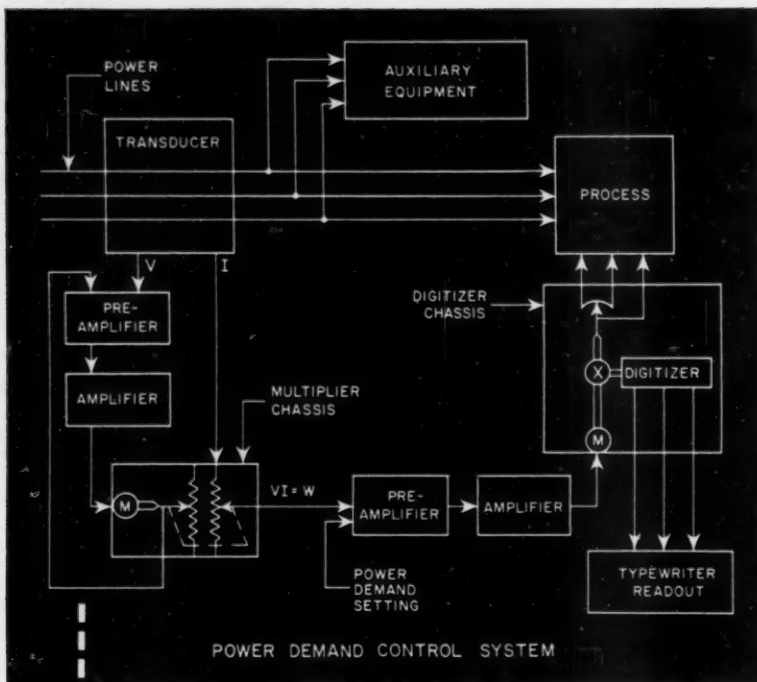 POWER
LINES
AUXILIARY
EQUIPMENT
TRANSDUCER
PROCESS
V
I
PRE-
AMPLIFIER
DIGITIZER
CHASSIS
AMPLIFIER
X
DIGITIZER
MULTIPLIER
CHASSIS
M
M
VI = W
PRE-
AMPLIFIER
AMPLIFIER
POWER
DEMAND
SETTING
TYPEWRITER
READOUT
POWER DEMAND CONTROL SYSTEM